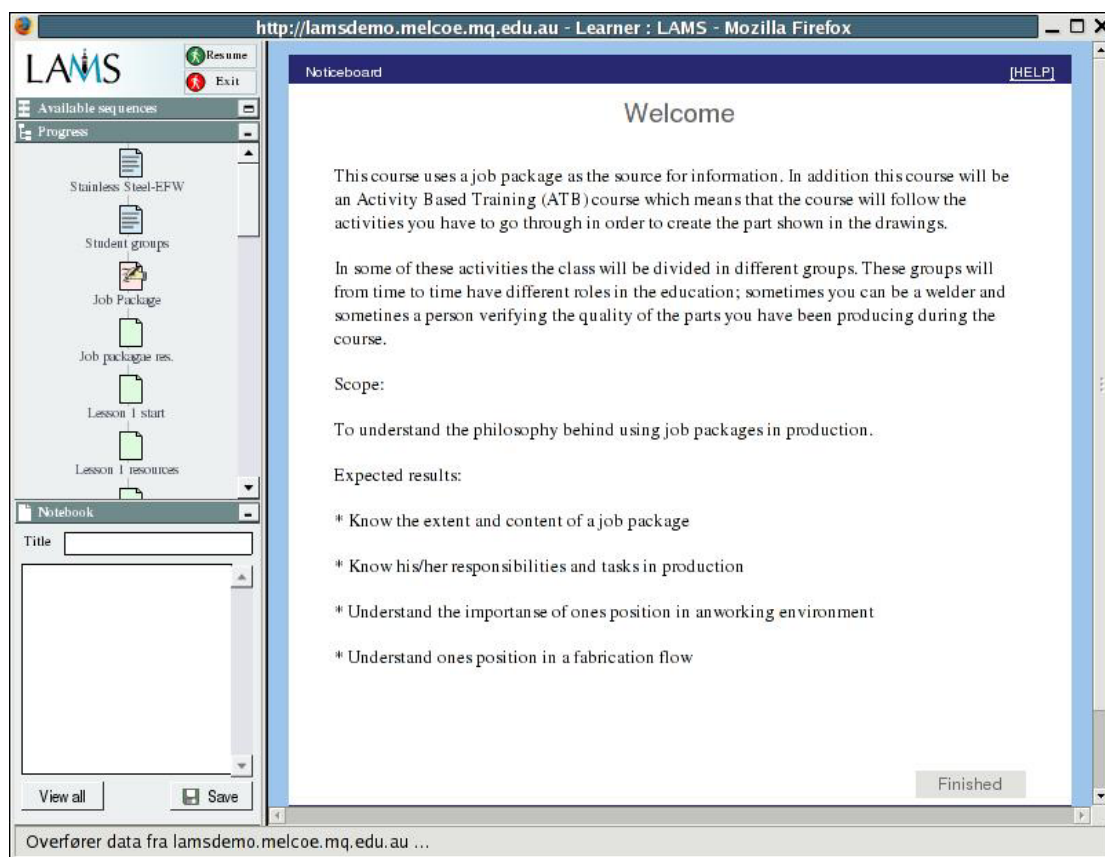 http://lamsdemo.melcoe.mq.edu.au - Learner : LAMS - Mozilla Firefox
LAMS
Resume
Exit
Available sequences
Progress
Stainless Steel-EFW
Student groups
Job Package
Job packagae res.
Lesson 1 start
Lesson 1 resources
Notebook
Title
View all
Save
Noticeboard
[HELP]
Welcome
This course uses a job package as the source for information. In addition this course will be
an Activity Based Training (ATB) course which means that the course will follow the
activities you have to go through in order to create the part shown in the drawings.
In some of these activities the class will be divided in different groups. These groups will
from time to time have different roles in the education; sometimes you can be a welder and
sometines a person verifying the quality of the parts you have been producing during the
course.
Scope:
To understand the philosophy behind using job packages in production.
Expected results:
* Know the extent and content of a job package
* Know his/her responsibilities and tasks in production
* Understand the importanse of ones position in anworking environment
* Understand ones position in a fabrication flow
Finished
Overfører data fra lamsdemo.melcoe.mq.edu.au ...